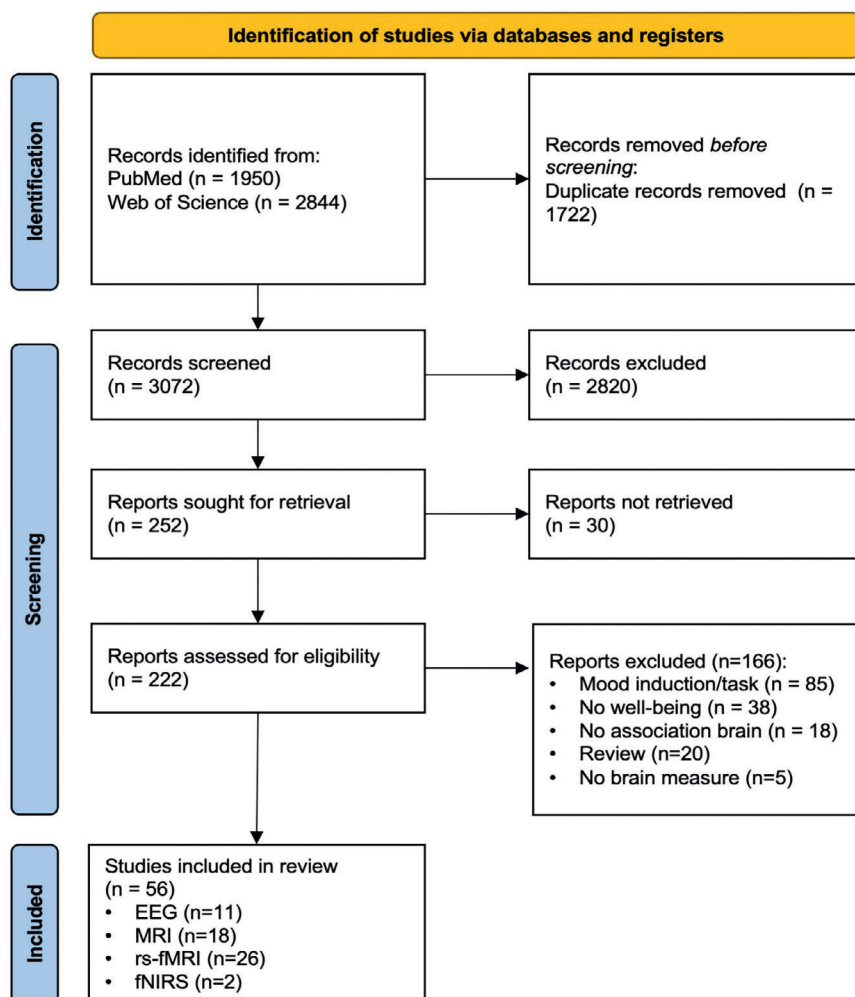 Identification of studies via databases and registers
Identification
Records identified from:
PubMed (n = 1950)
Web of Science (n = 2844)
Records removed before
screening:
Duplicate records removed (n =
1722)
Screening
Records screened
(n = 3072)
Records excluded
(n = 2820)
Reports sought for retrieval
(n = 252)
Reports not retrieved
(n = 30)
Reports assessed for eligibility
(n = 222)
Reports excluded (n=166):
• Mood induction/task (n = 85)
• No well-being (n = 38)
• No association brain (n = 18)
• Review (n=20)
• No brain measure (n=5)
Included
Studies included in review
(n = 56)
• EEG (n=11)
• MRI (n=18)
• rs-fMRI (n=26)
• fNIRS (n=2)